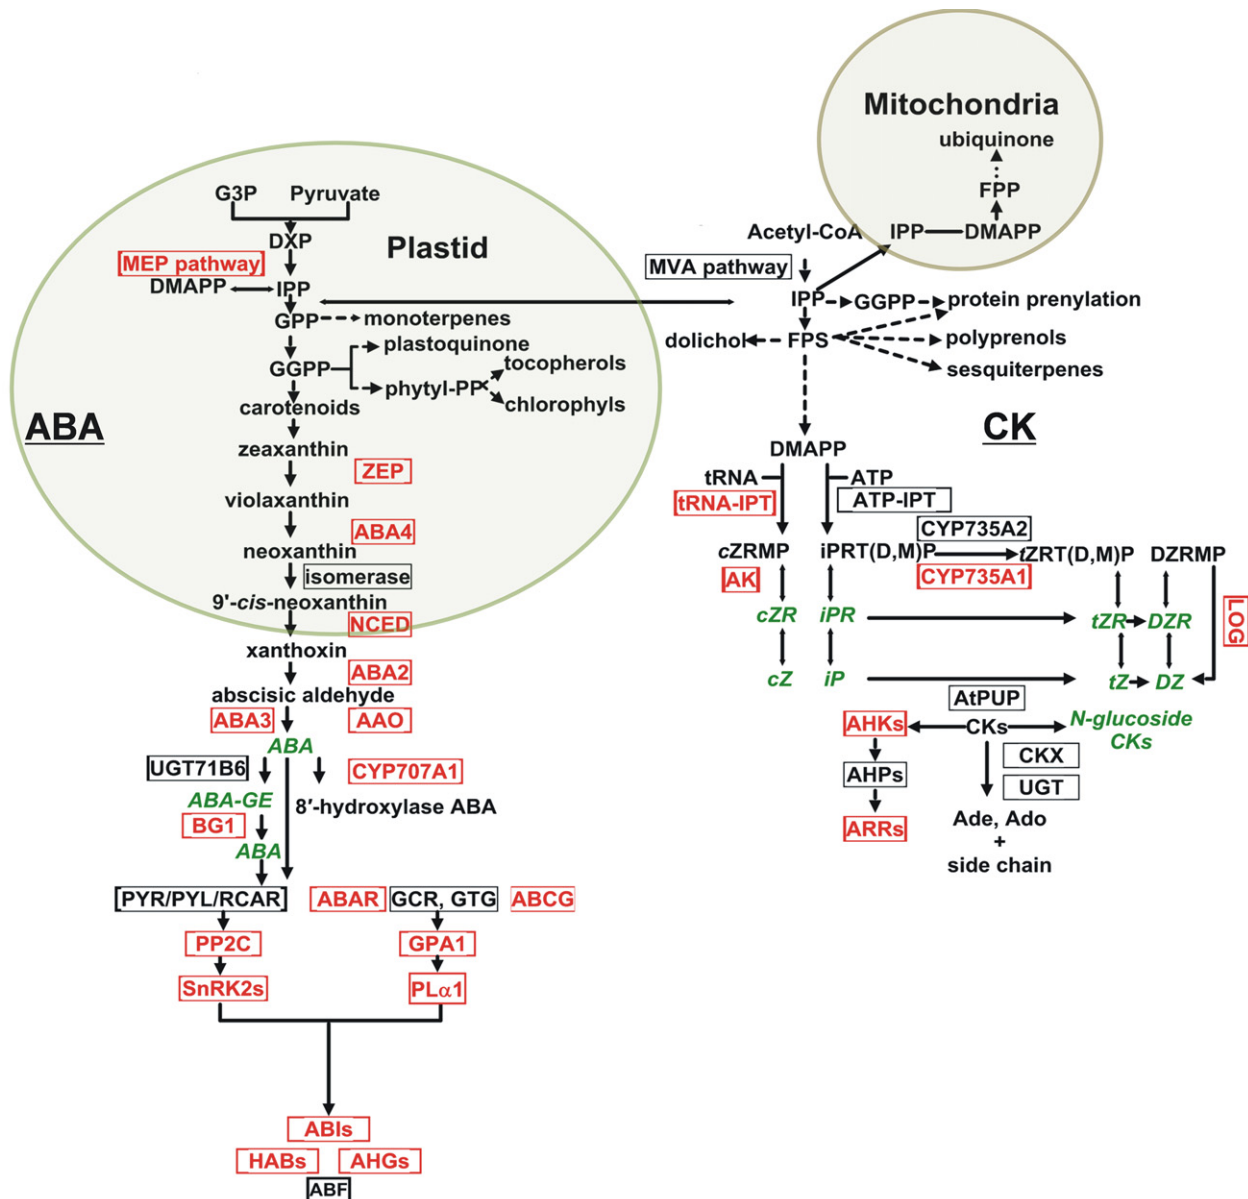 Mitochondria
ubiquinone
FPP
IPP
DMAPP
G3P
Pyruvate
DXP
Plastid
MEP pathway
DMAPP
IPP
GPP
monoterpenes
plastoquinone
GGPP
tocopherols
phytyl-PP
chlorophyls
carotenoids
ABA
zeaxanthin
ZEP
violaxanthin
ABA4
neoxanthin
isomerase
9'-cis-neoxanthin
NCED
xanthoxin
ABA2
abscisic aldehyde
ABA3
AAO
ABA
UGT71B6
CYP707A1
ABA-GE
8′-hydroxylase ABA
BG1
ABA
PYR/PYL/RCAR
ABAR
GCR, GTG
ABCG
PP2C
GPA1
SnRK2s
PLα1
ABIs
HABs
AHGs
ABF
Acetyl-CoA
MVA pathway
IPP
GGPP
protein prenylation
dolichol
FPS
polyprenols
sesquiterpenes
CK
DMAPP
tRNA
ATP
tRNA-IPT
ATP-IPT
CYP735A2
cZRMP
iPRT(D,M)P
tZRT(D,M)P
DZRMP
AK
CYP735A1
LOG
cZR
iPR
tZR
DZR
cZ
iP
tZ
DZ
AtPUP
AHKs
CKs
N-glucoside
CKs
AHPs
CKX
UGT
ARRs
Ade, Ado
+
side chain